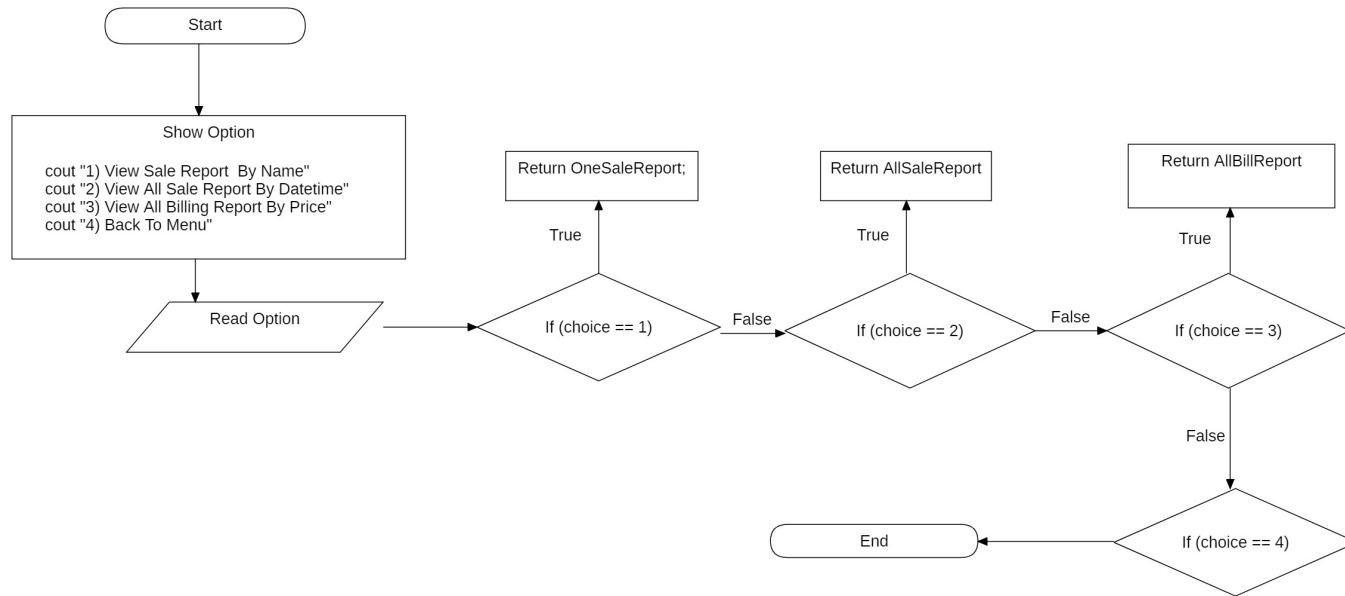 Start
Show Option
cout "1) View Sale Report  By Name"
cout "2) View All Sale Report By Datetime"
cout "3) View All Billing Report By Price"
cout "4) Back To Menu"
Read Option
Return OneSaleReport;
True
If (choice == 1)
False
Return AllSaleReport
True
If (choice == 2)
False
Return AllBillReport
True
If (choice == 3)
False
If (choice == 4)
End